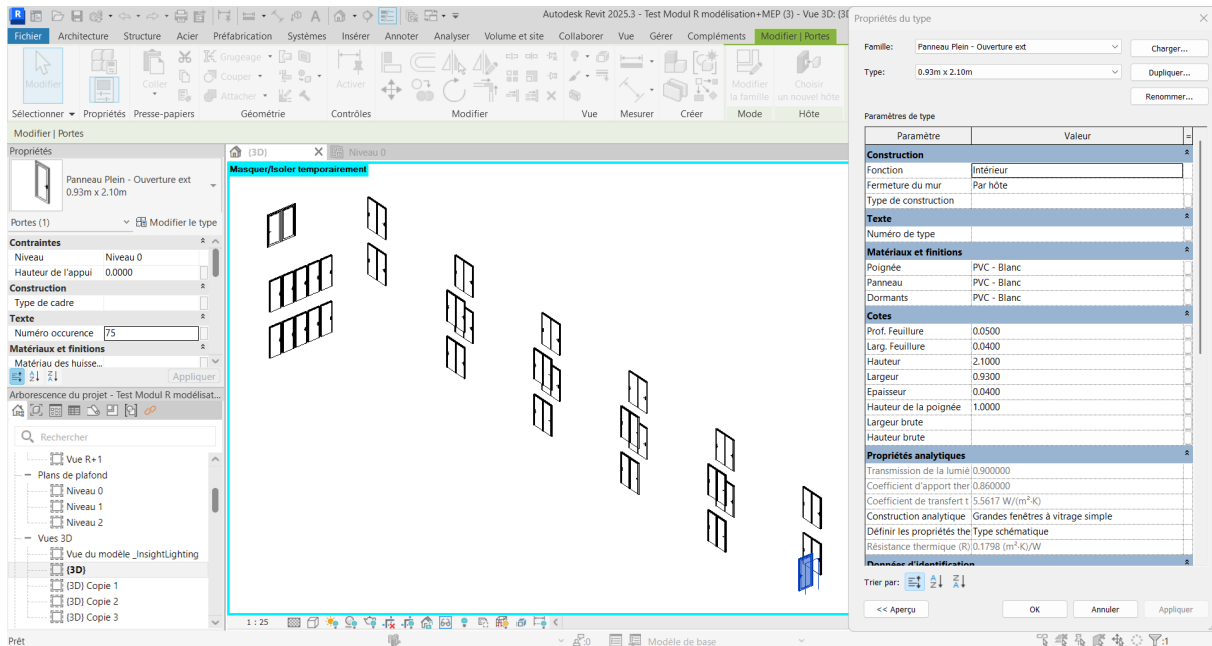 Autodesk Revit 2025.3 - Test Modul R modélisation+MEP (3) - Vue 3D: {3D
Fichier Architecture Structure Acier Préfabrication Systèmes Insérer Annoter Analyser Volume et site Collaborer Vue Gérer Compléments Modifier | Portes
Modifier Coller Grugeage Couper Attacher Activer Modifier la famille Choisir un nouvel hôte
Sélectionner Propriétés Presse-papiers Géométrie Contrôles Modifier Vue Mesurer Créer Mode Hôte
Modifier | Portes
Propriétés
Panneau Plein - Ouverture ext
0.93m x 2.10m
Portes (1) Modifier le type
Contraintes
Niveau Niveau 0
Hauteur de l'appui 0.0000
Construction
Type de cadre
Texte
Numéro occurence 75
Matériaux et finitions
Matériau des huisse...
Appliquer
Arborescence du projet - Test Modul R modélisat...
Rechercher
Vue R+1
Plans de plafond
Niveau 0
Niveau 1
Niveau 2
Vues 3D
Vue du modèle _InsightLighting
{3D}
{3D} Copie 1
{3D} Copie 2
{3D} Copie 3
Prêt
{3D} Niveau 0
Masquer/Isoler temporairement
1 : 25
:0 Modèle de base
:1
Propriétés du type
Famille: Panneau Plein - Ouverture ext Charger...
Type: 0.93m x 2.10m Dupliquer...
Renommer...
Paramètres de type
Paramètre Valeur =
Construction
Fonction Intérieur
Fermeture du mur Par hôte
Type de construction
Texte
Numéro de type
Matériaux et finitions
Poignée PVC - Blanc
Panneau PVC - Blanc
Dormants PVC - Blanc
Cotes
Prof. Feuillure 0.0500
Larg. Feuillure 0.0400
Hauteur 2.1000
Largeur 0.9300
Epaisseur 0.0400
Hauteur de la poignée 1.0000
Largeur brute
Hauteur brute
Propriétés analytiques
Transmission de la lumiè 0.900000
Coefficient d'apport ther 0.860000
Coefficient de transfert t 5.5617 W/(m²·K)
Construction analytique Grandes fenêtres à vitrage simple
Définir les propriétés the Type schématique
Résistance thermique (R) 0.1798 (m²·K)/W
Données d'identification
Trier par:
<< Aperçu OK Annuler Appliquer